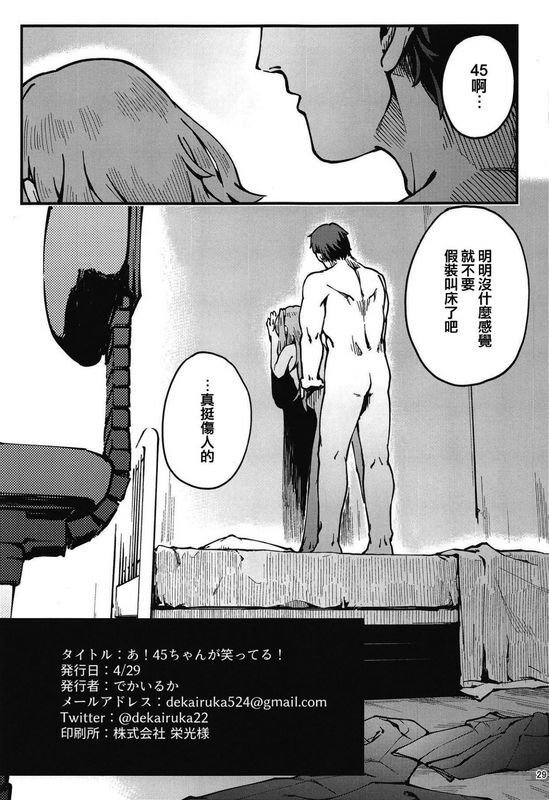 45
啊…
明明沒什麼感覺
就不要
假裝叫床了吧
…真挺傷人的
タイトル：あ！45ちゃんが笑ってる！
発行日：4/29
発行者：でかいるか
メールアドレス：dekairuka524@gmail.com
Twitter：@dekairuka22
印刷所：株式会社 栄光様
29